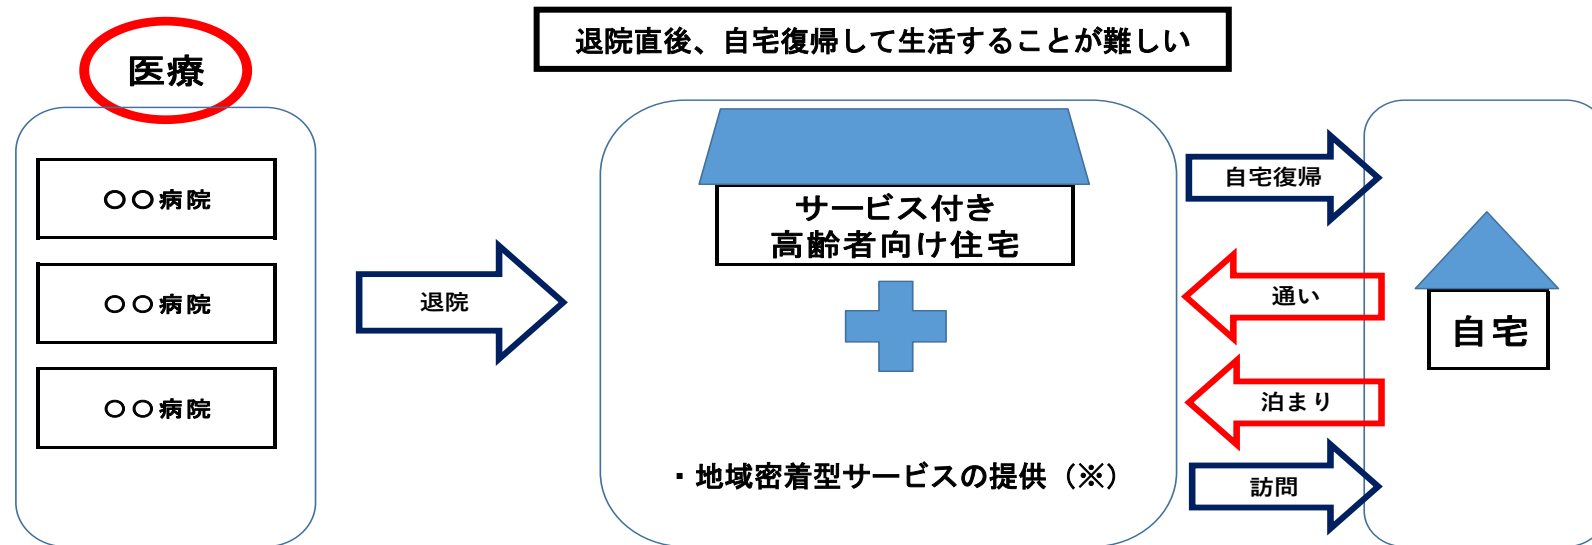 退院直後、自宅復帰して生活することが難しい
医療
〇〇病院
〇〇病院
〇〇病院
退院
サービス付き
高齢者向け住宅
・地域密着型サービスの提供（※）
自宅復帰
通い
泊まり
訪問
自宅